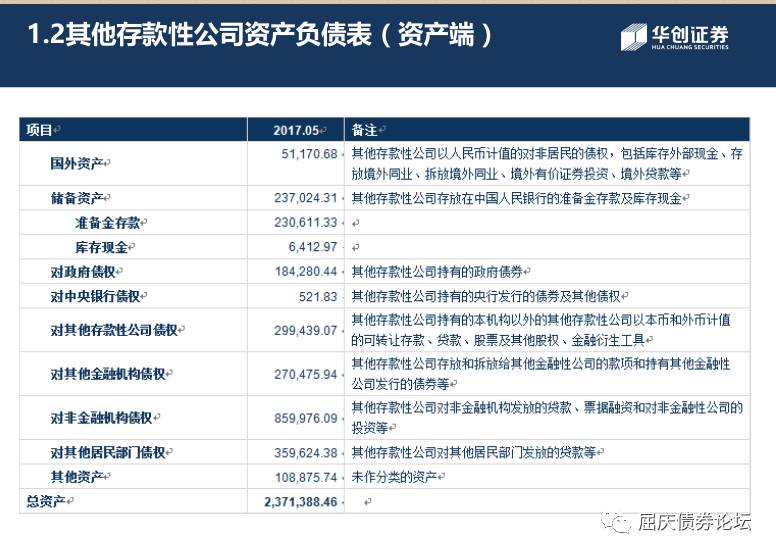 1.2其他存款性公司资产负债表（资产端）
华创证券
HUA CHUANG SECURITIES
项目 2017.05 备注
国外资产 51,170.68 其他存款性公司以人民币计值的对非居民的债权，包括库存外部现金、存
放境外同业、拆放境外同业、境外有价证券投资、境外贷款等
储备资产 237,024.31 其他存款性公司存放在中国人民银行的准备金存款及库存现金
准备金存款 230,611.33
库存现金 6,412.97
对政府债权 184,280.44 其他存款性公司持有的政府债券
对中央银行债权 521.83 其他存款性公司持有的央行发行的债券及其他债权
对其他存款性公司债权 299,439.07 其他存款性公司持有的本机构以外的其他存款性公司以本币和外币计值
的可转让存款、贷款、股票及其他股权、金融衍生工具
对其他金融机构债权 270,475.94 其他存款性公司存放和拆放给其他金融性公司的款项和持有其他金融性
公司发行的债券等
对非金融机构债权 859,976.09 其他存款性公司对非金融机构发放的贷款、票据融资和对非金融性公司的
投资等
对其他居民部门债权 359,624.38 其他存款性公司对其他居民部门发放的贷款等
其他资产 108,875.74 未作分类的资产
总资产 2,371,388.46
屈庆债券论坛